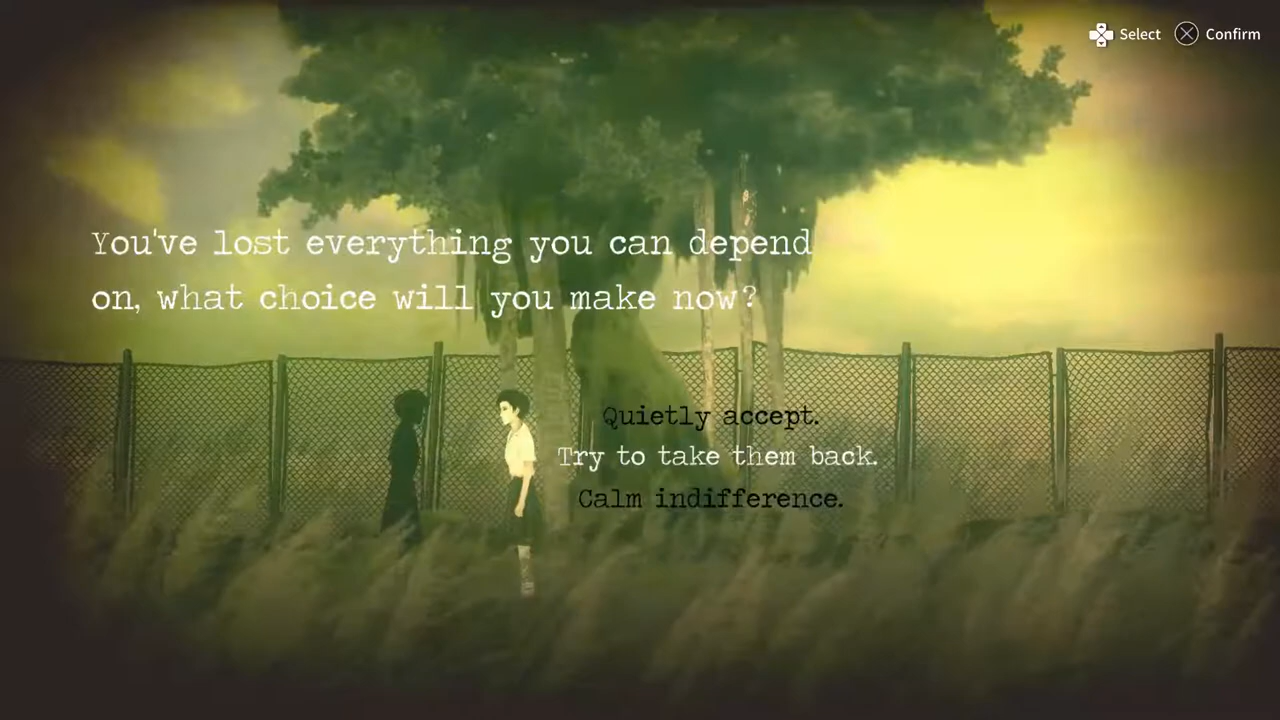 Select Confirm
You've lost everything you can depend
on, what choice will you make now?
Quietly accept.
Try to take them back.
Calm indifference.